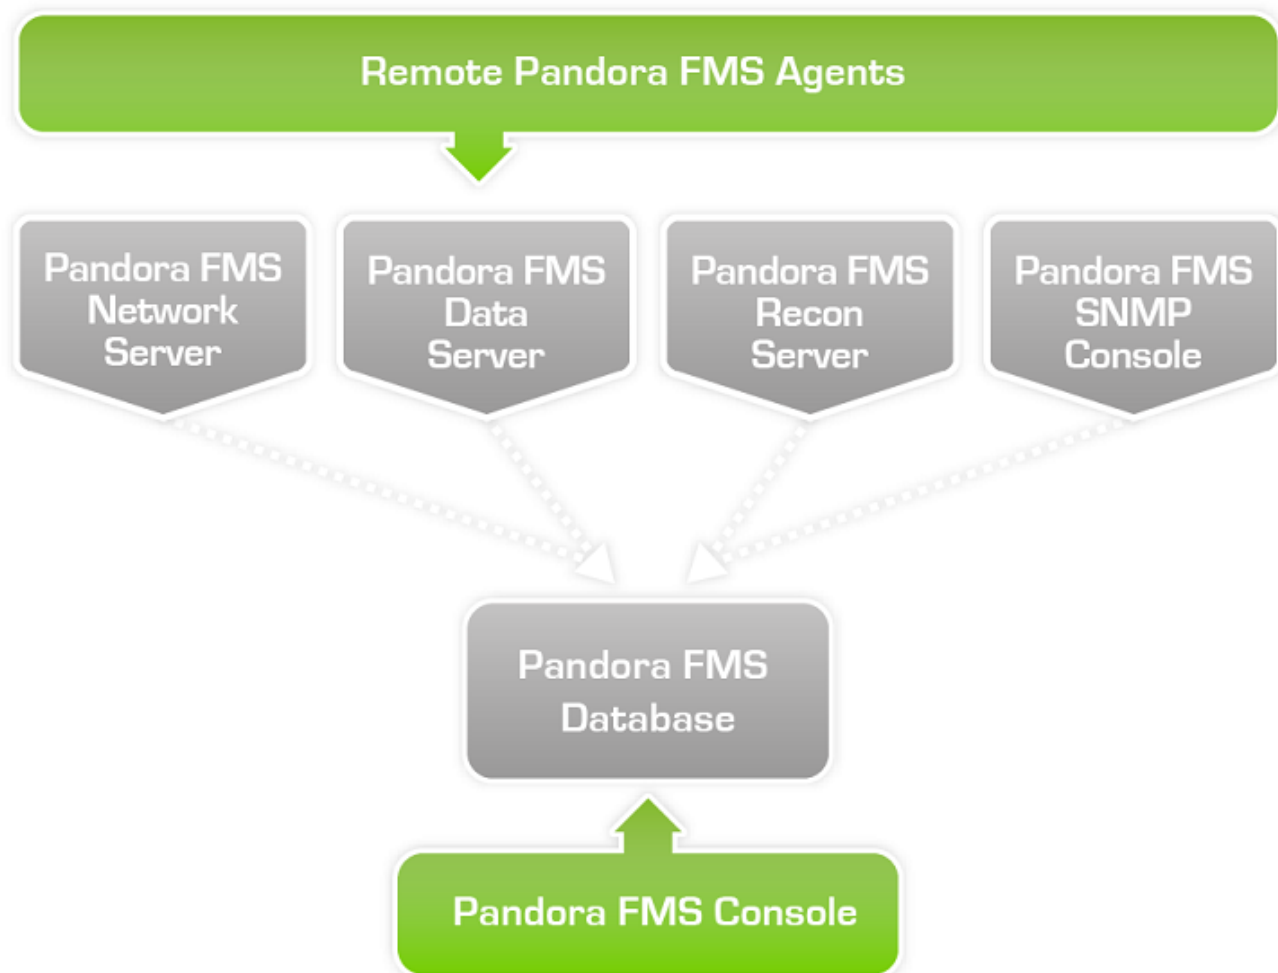 Remote Pandora FMS Agents
Pandora FMS
Network
Server
Pandora FMS
Data
Server
Pandora FMS
Recon
Server
Pandora FMS
SNMP
Console
Pandora FMS
Database
Pandora FMS Console